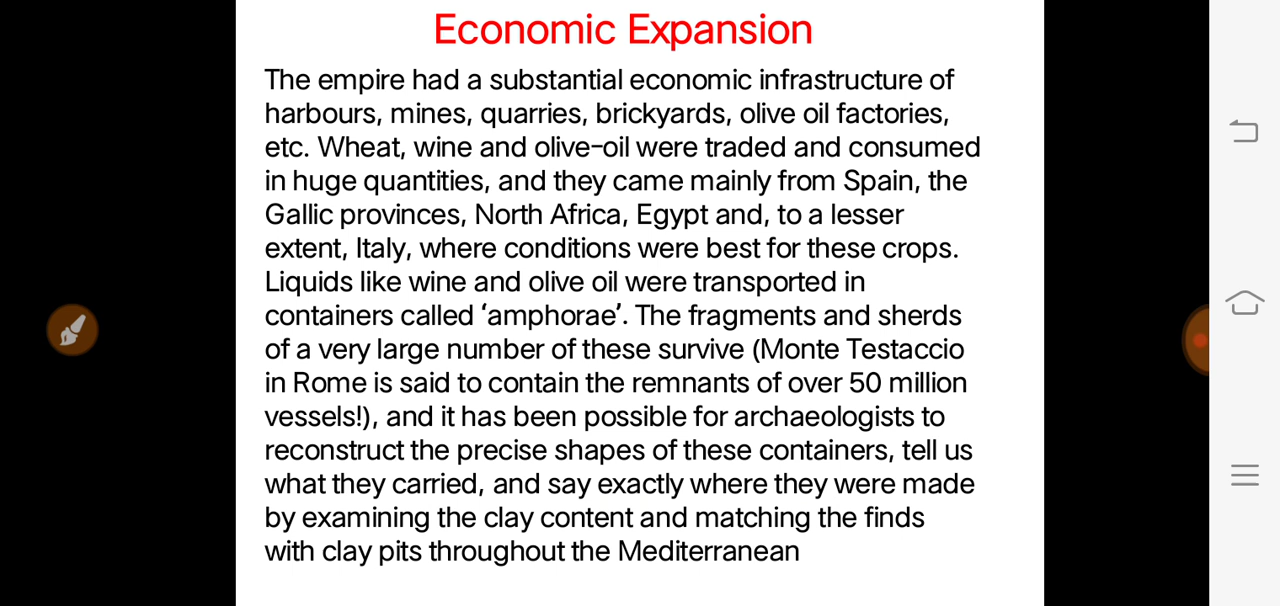 Economic Expansion
The empire had a substantial economic infrastructure of
harbours, mines, quarries, brickyards, olive oil factories,
etc. Wheat, wine and olive-oil were traded and consumed
in huge quantities, and they came mainly from Spain, the
Gallic provinces, North Africa, Egypt and, to a lesser
extent, Italy, where conditions were best for these crops.
Liquids like wine and olive oil were transported in
containers called ‘amphorae’. The fragments and sherds
of a very large number of these survive (Monte Testaccio
in Rome is said to contain the remnants of over 50 million
vessels!), and it has been possible for archaeologists to
reconstruct the precise shapes of these containers, tell us
what they carried, and say exactly where they were made
by examining the clay content and matching the finds
with clay pits throughout the Mediterranean